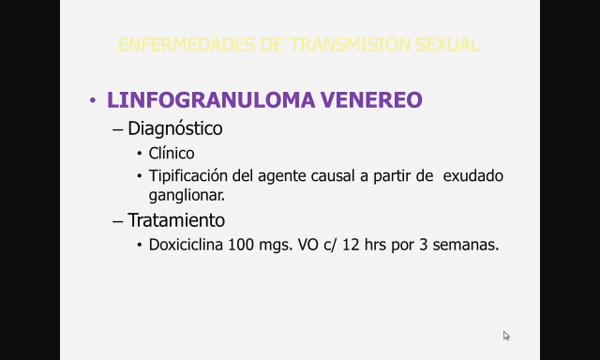 ENFERMEDADES DE TRANSMISION SEXUAL
• LINFOGRANULOMA VENEREO
– Diagnóstico
• Clínico
• Tipificación del agente causal a partir de exudado
ganglionar.
– Tratamiento
• Doxiciclina 100 mgs. VO c/ 12 hrs por 3 semanas.